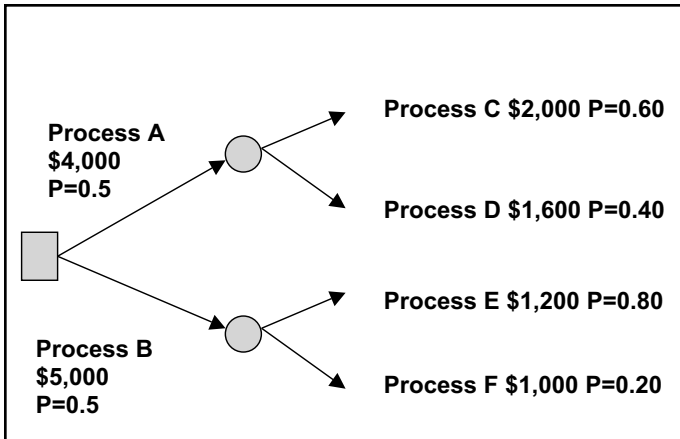 Process A
$4,000
P=0.5
Process C $2,000 P=0.60
Process D $1,600 P=0.40
Process B
$5,000
P=0.5
Process E $1,200 P=0.80
Process F $1,000 P=0.20